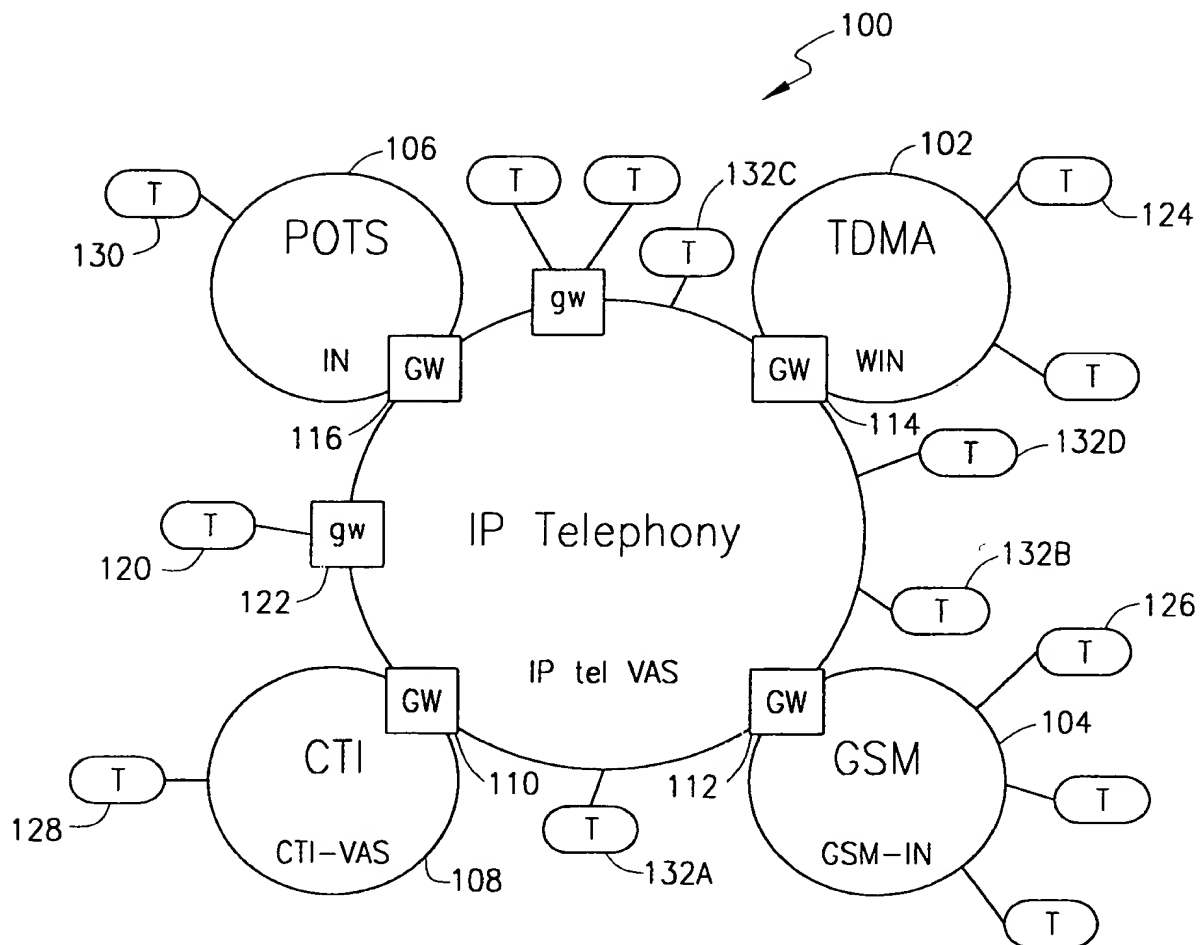 100
106
102
T
T
T
132C
T
124
130
POTS
T
TDMA
gw
IN
GW
GW
WIN
T
116
114
T
132D
T
gw
IP Telephony
120
122
132B
T
126
T
IP tel VAS
GW
GW
104
CTI
110
112
GSM
T
T
128
T
CTI-VAS
GSM-IN
108
132A
T